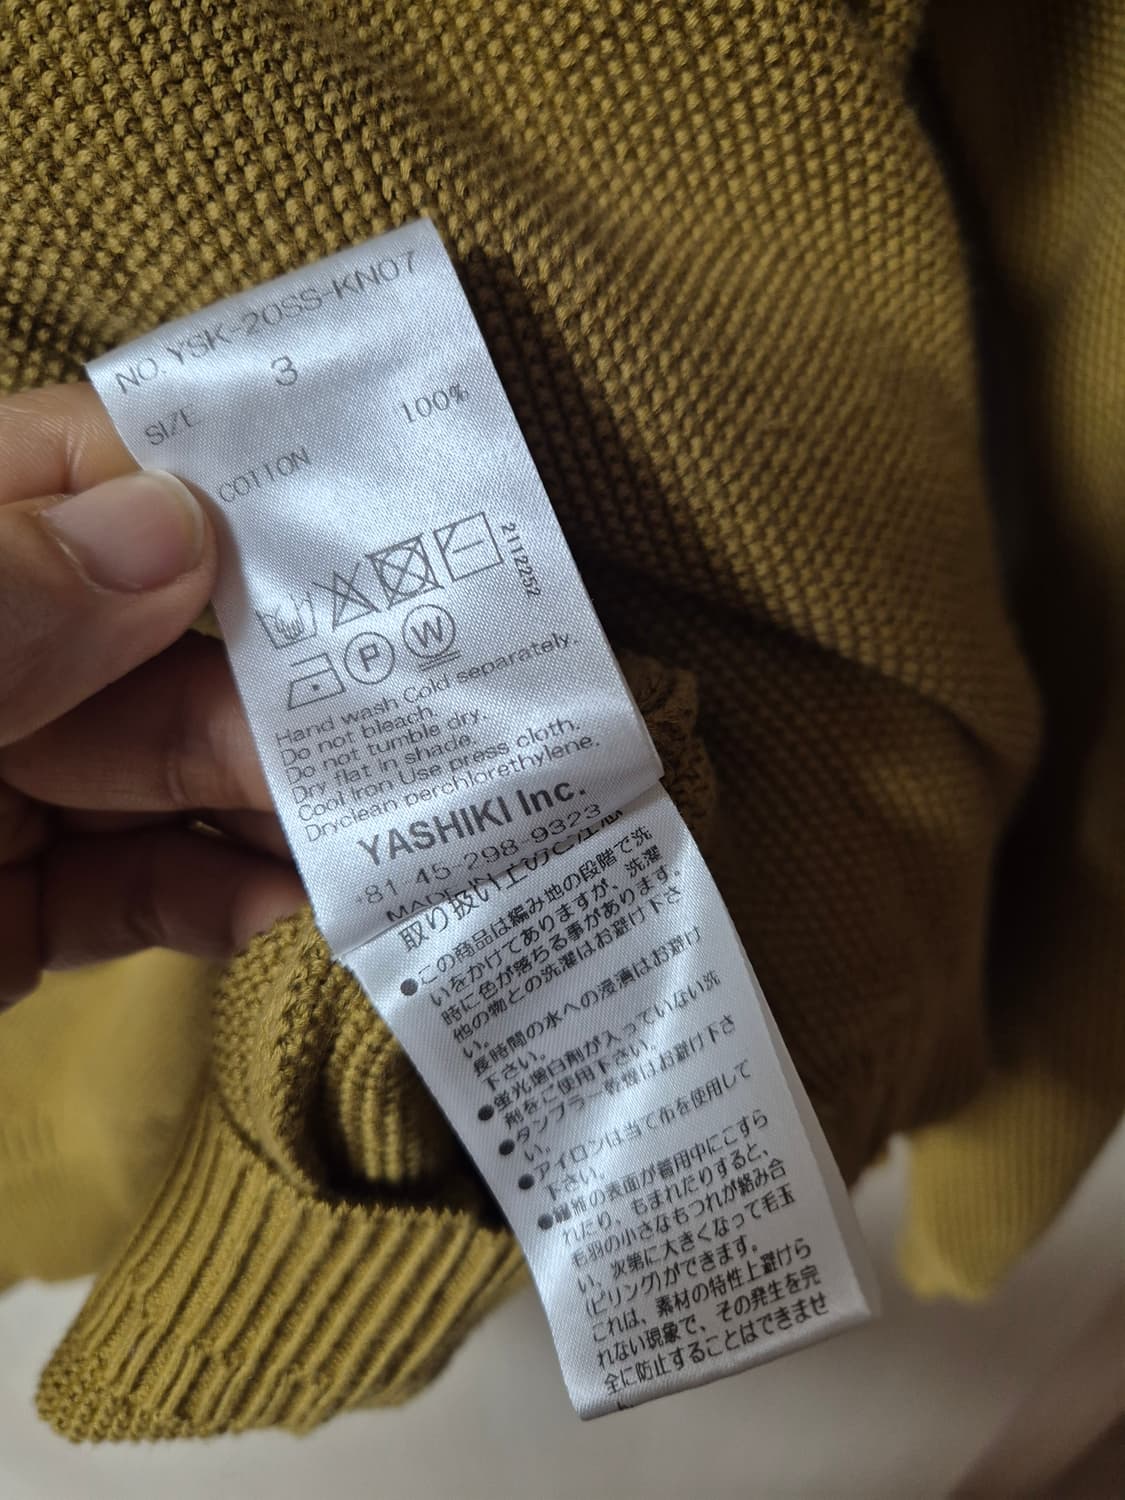 NO. YSK-20SS-KN07
SIZE 3
COTTON 100%
2112252
P W
Hand wash Cold separately.
Do not bleach.
Do not tumble dry.
Dry flat in shade.
Cool Iron Use press cloth.
Dryclean perchlorethylene.
YASHIKI Inc.
+81-45-298-9323
取り扱い上のご注意
●この商品は編み地の段階で洗
いをかけてありますが、洗濯
時に色が落ちる事があります。
他の物との洗濯はお避け下さ
い。
長時間の水への浸漬はお避け
下さい。
●蛍光増白剤が入っていない洗
剤をご使用下さい。
●タンブラー乾燥はお避け下さ
い。
●アイロンは当て布を使用して
下さい。
●繊維の表面が着用中にこすら
れたり、もまれたりすると、
毛羽の小さなもつれが絡み合
い、次第に大きくなって毛玉
(ピリング)ができます。
これは、素材の特性上避けら
れない現象で、その発生を完
全に防止することはできませ